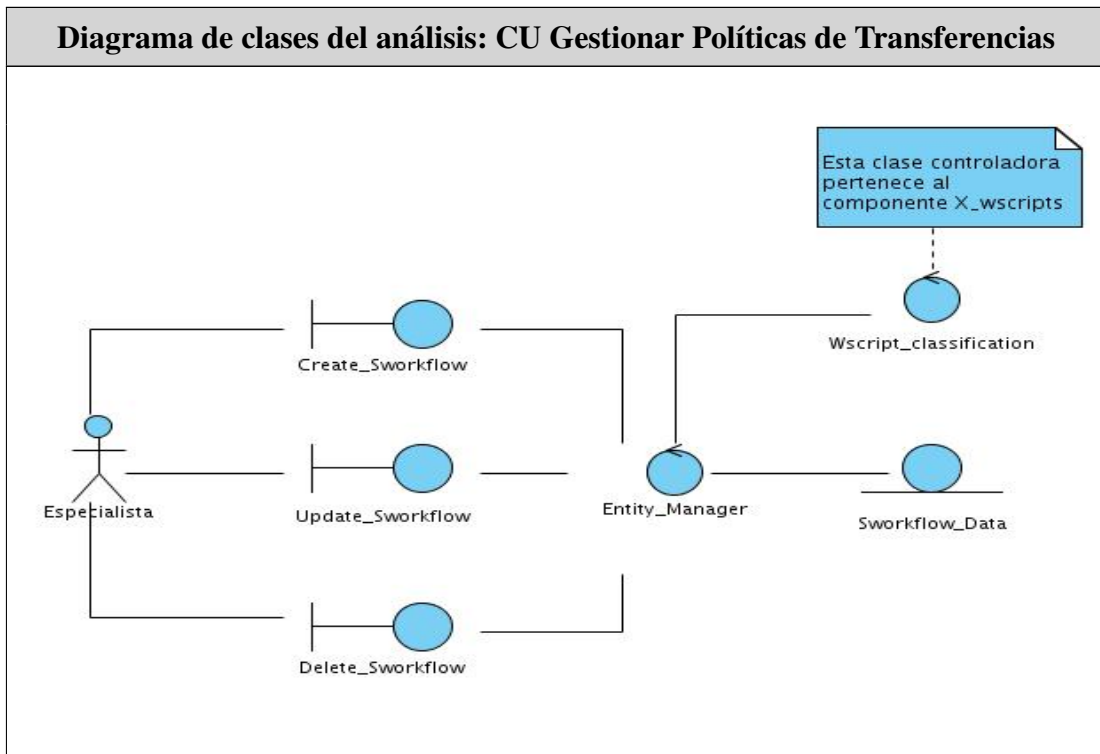 Diagrama de clases del análisis: CU Gestionar Políticas de Transferencias
Esta clase controladora
pertenece al
componente X_wscripts
Wscript_classification
Create_Sworkflow
Especialista
Update_Sworkflow
Entity_Manager
Sworkflow_Data
Delete_Sworkflow